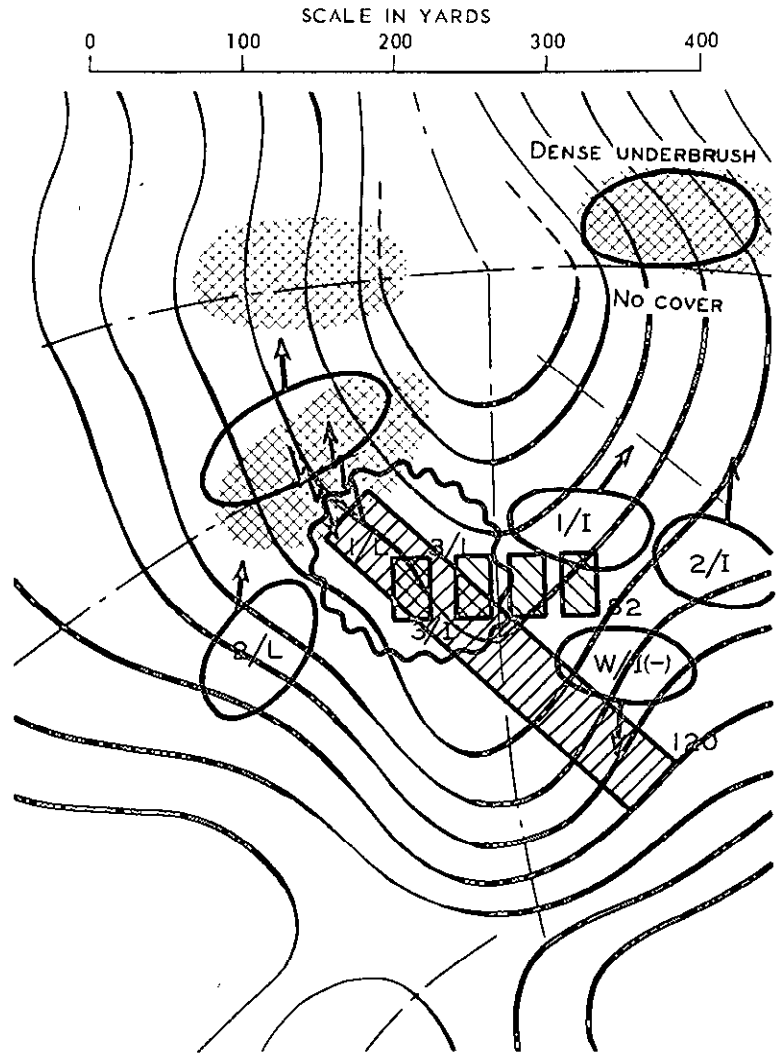 SCALE IN YARDS
0 100 200 300 400
DENSE UNDERBRUSH
NO COVER
1/I
2/I
1/L 3/L
3/I
82
2/L
W/I(-)
120